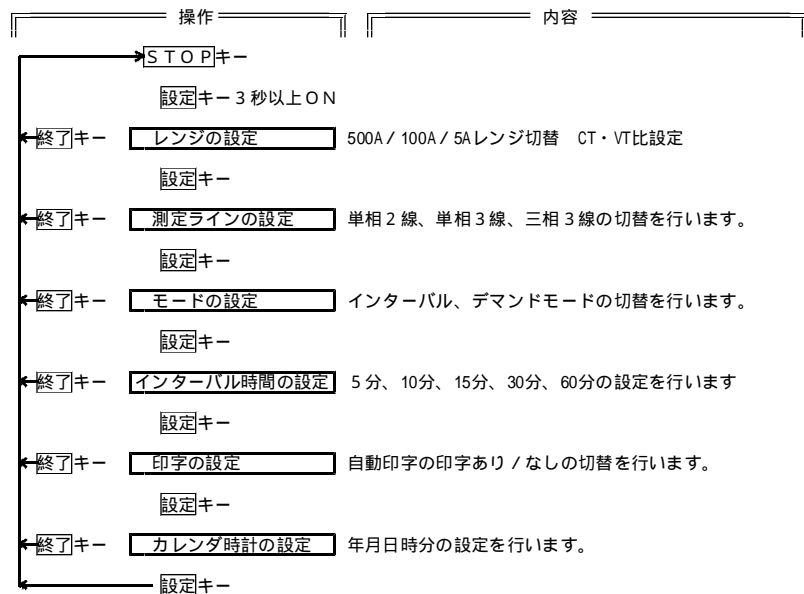 操作 内容
ＳＴＯＰキー
設定キー３秒以上ＯＮ
終了キー レンジの設定 500A／100A／5Aレンジ切替　CT・VT比設定
設定キー
終了キー 測定ラインの設定 単相２線、単相３線、三相３線の切替を行います。
設定キー
終了キー モードの設定 インターバル、デマンドモードの切替を行います。
設定キー
終了キー インターバル時間の設定 ５分、10分、15分、30分、60分の設定を行います
設定キー
終了キー 印字の設定 自動印字の印字あり／なしの切替を行います。
設定キー
終了キー カレンダ時計の設定 年月日時分の設定を行います。
設定キー